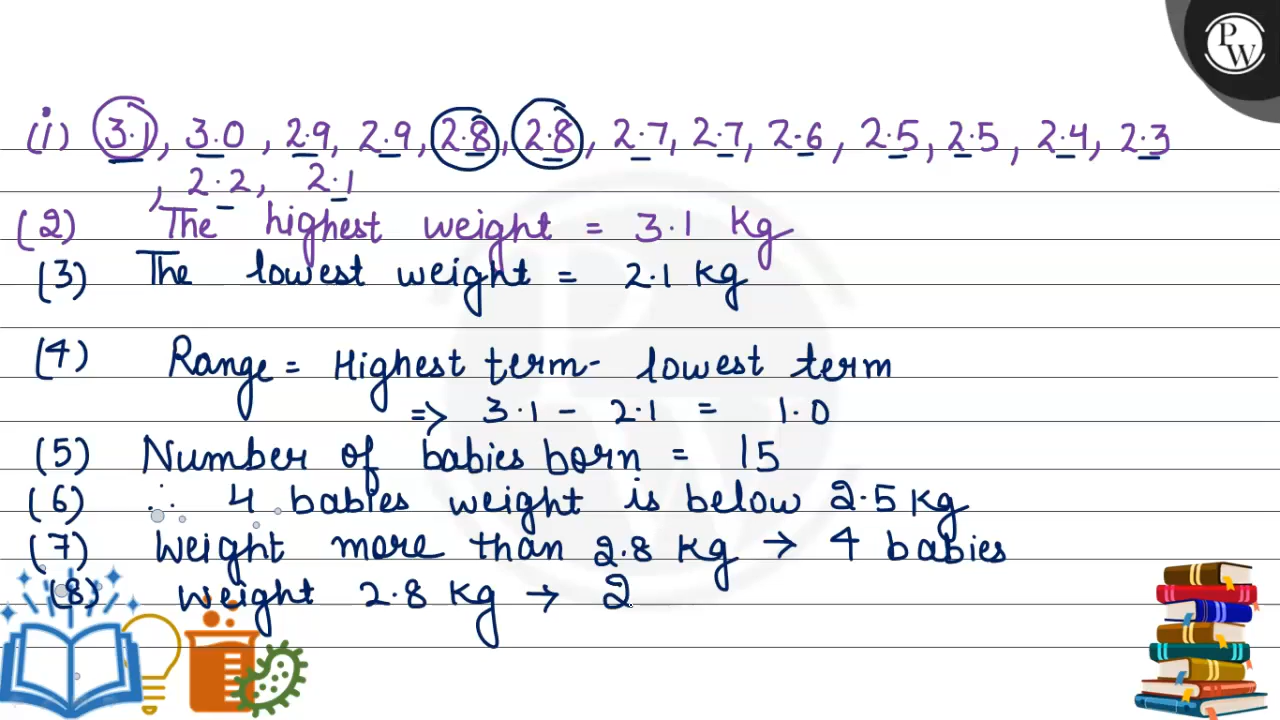 PW
(i) 3.1, 3.0, 2.9, 2.9, 2.8, 2.8, 2.7, 2.7, 2.6, 2.5, 2.5, 2.4, 2.3
, 2.2, 2.1
(2) The highest weight = 3.1 Kg
(3) The lowest weight = 2.1 Kg
(4) Range = Highest term - lowest term
=> 3.1 - 2.1 = 1.0
(5) Number of babies born = 15
(6) ∴ 4 babies weight is below 2.5 Kg
(7) Weight more than 2.8 Kg → 4 babies
(8) Weight 2.8 Kg → 2